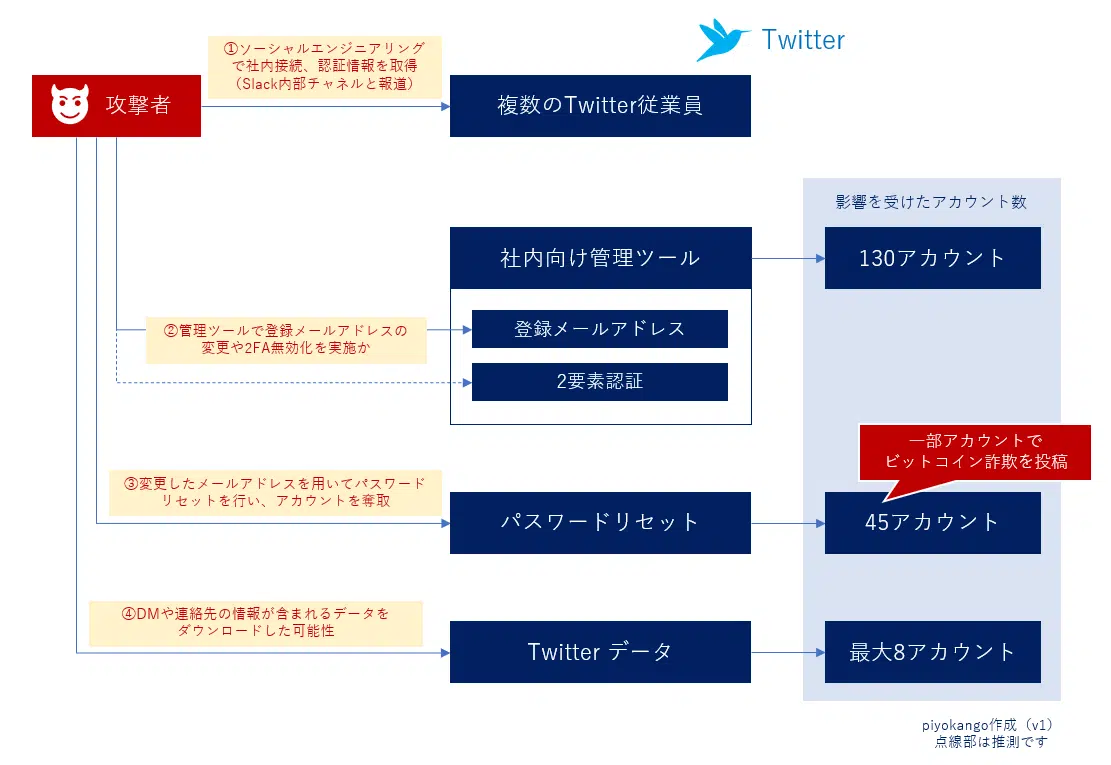 Twitter
①ソーシャルエンジニアリング
で社内接続、認証情報を取得
（Slack内部チャネルと報道）
攻撃者
複数のTwitter従業員
影響を受けたアカウント数
社内向け管理ツール
130アカウント
②管理ツールで登録メールアドレスの
変更や2FA無効化を実施か
登録メールアドレス
2要素認証
一部アカウントで
ビットコイン詐欺を投稿
③変更したメールアドレスを用いてパスワード
リセットを行い、アカウントを奪取
パスワードリセット
45アカウント
④DMや連絡先の情報が含まれるデータを
ダウンロードした可能性
Twitter データ
最大8アカウント
piyokango作成（v1）
点線部は推測です